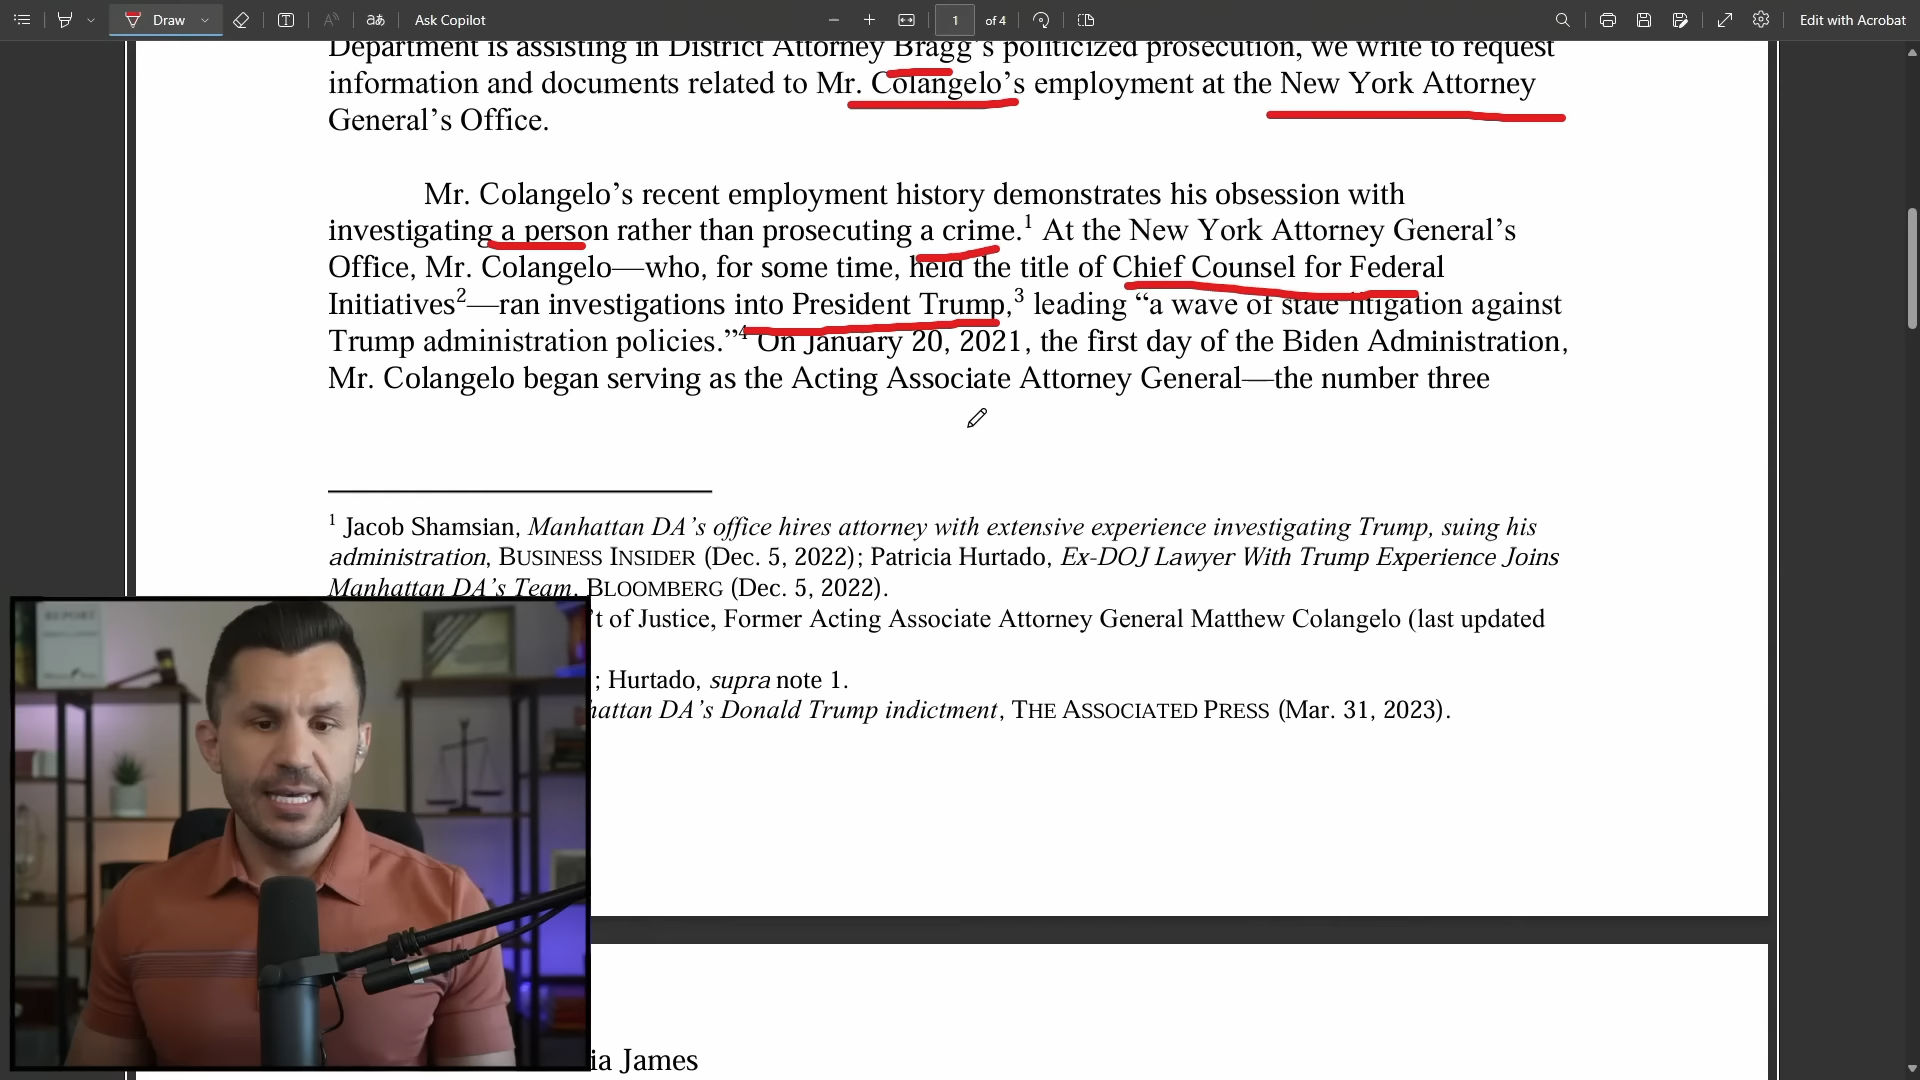 Draw
Ask Copilot
1
of 4
Edit with Acrobat
Department is assisting in District Attorney Bragg’s politicized prosecution, we write to request
information and documents related to Mr. Colangelo’s employment at the New York Attorney
General’s Office.
Mr. Colangelo’s recent employment history demonstrates his obsession with
investigating a person rather than prosecuting a crime.1 At the New York Attorney General’s
Office, Mr. Colangelo—who, for some time, held the title of Chief Counsel for Federal
Initiatives2—ran investigations into President Trump,3 leading “a wave of state litigation against
Trump administration policies.”4 On January 20, 2021, the first day of the Biden Administration,
Mr. Colangelo began serving as the Acting Associate Attorney General—the number three
1 Jacob Shamsian, Manhattan DA’s office hires attorney with extensive experience investigating Trump, suing his
administration, BUSINESS INSIDER (Dec. 5, 2022); Patricia Hurtado, Ex-DOJ Lawyer With Trump Experience Joins
Manhattan DA’s Team, BLOOMBERG (Dec. 5, 2022).
’t of Justice, Former Acting Associate Attorney General Matthew Colangelo (last updated
; Hurtado, supra note 1.
hattan DA’s Donald Trump indictment, THE ASSOCIATED PRESS (Mar. 31, 2023).
REPORT
ia James